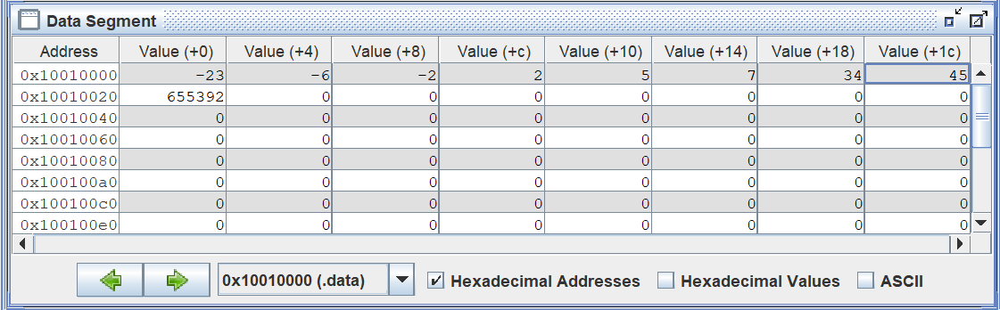 Data Segment
Address Value (+0) Value (+4) Value (+8) Value (+c) Value (+10) Value (+14) Value (+18) Value (+1c)
0x10010000 -23 -6 -2 2 5 7 34 45
0x10010020 655392 0 0 0 0 0 0 0
0x10010040 0 0 0 0 0 0 0 0
0x10010060 0 0 0 0 0 0 0 0
0x10010080 0 0 0 0 0 0 0 0
0x100100a0 0 0 0 0 0 0 0 0
0x100100c0 0 0 0 0 0 0 0 0
0x100100e0 0 0 0 0 0 0 0 0
0x10010000 (.data) Hexadecimal Addresses Hexadecimal Values ASCII